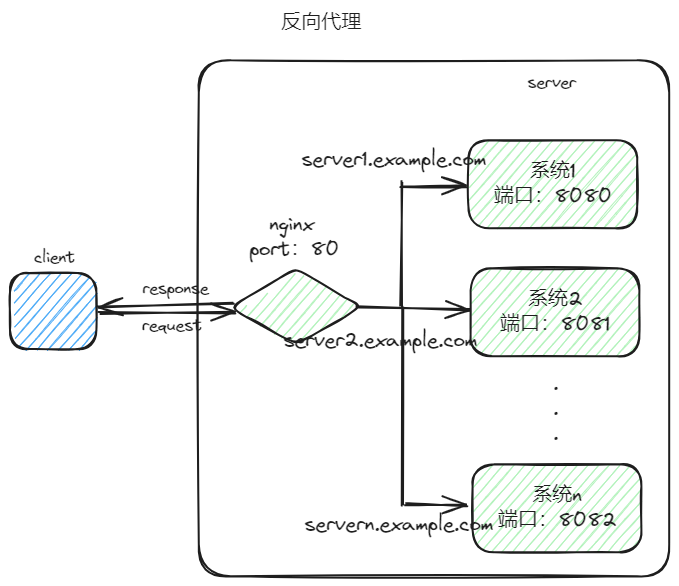 反向代理
server
server1.example.com
系统1
端口：8080
nginx
port：80
client
response
request
系统2
端口：8081
server2.example.com
.
.
.
系统n
端口：8082
servern.example.com